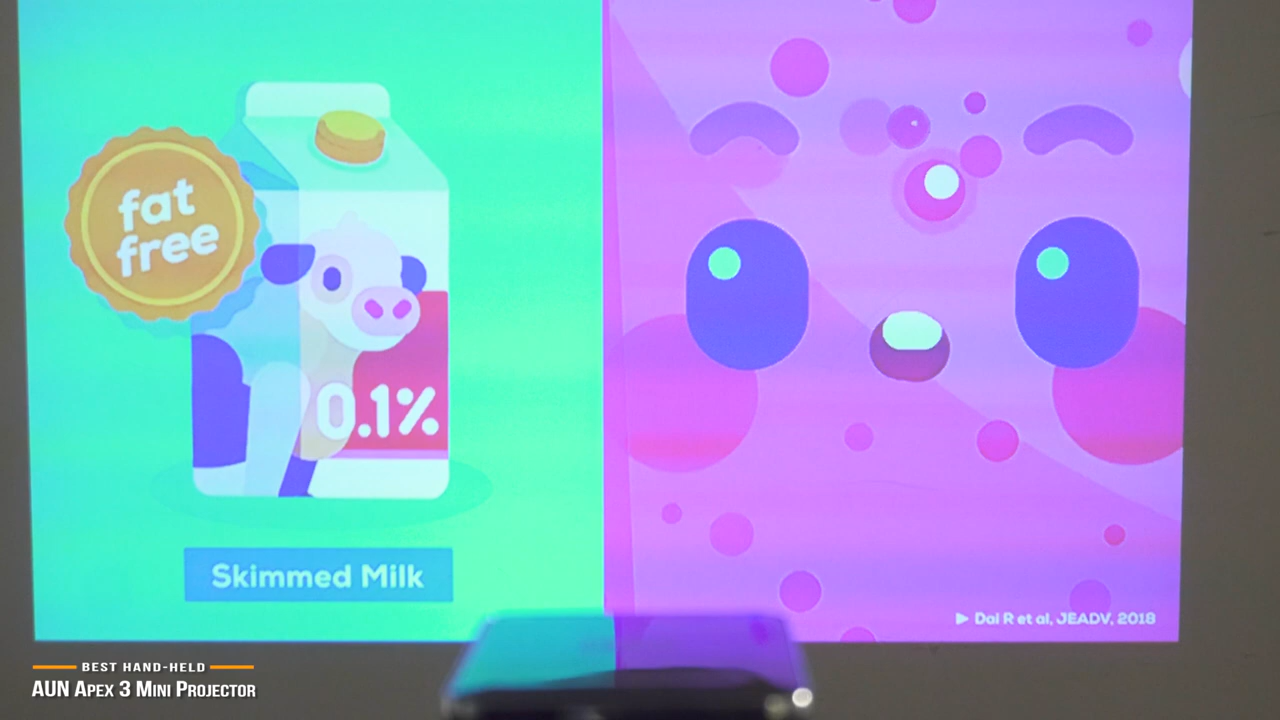 fat
free
0.1%
Skimmed Milk
▶ Dai R et al, JEADV, 2018
BEST HAND-HELD
AUN APEX 3 MINI PROJECTOR